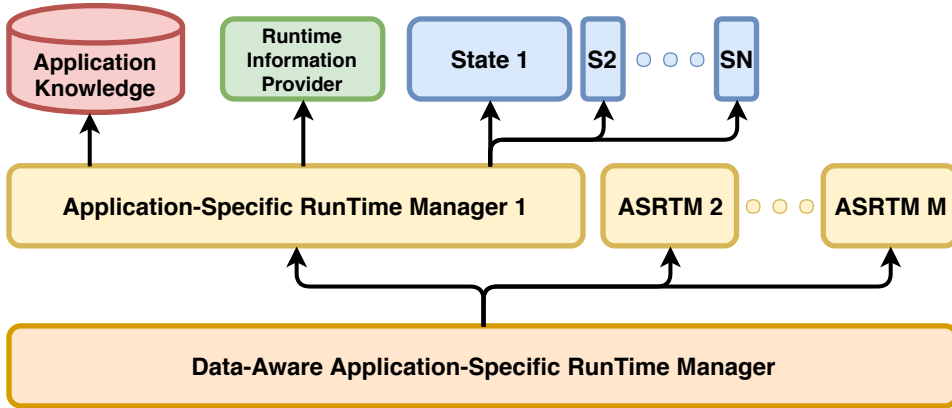 Application
Knowledge
Runtime
Information
Provider
State 1
S2
SN
Application-Specific RunTime Manager 1
ASRTM 2
ASRTM M
Data-Aware Application-Specific RunTime Manager